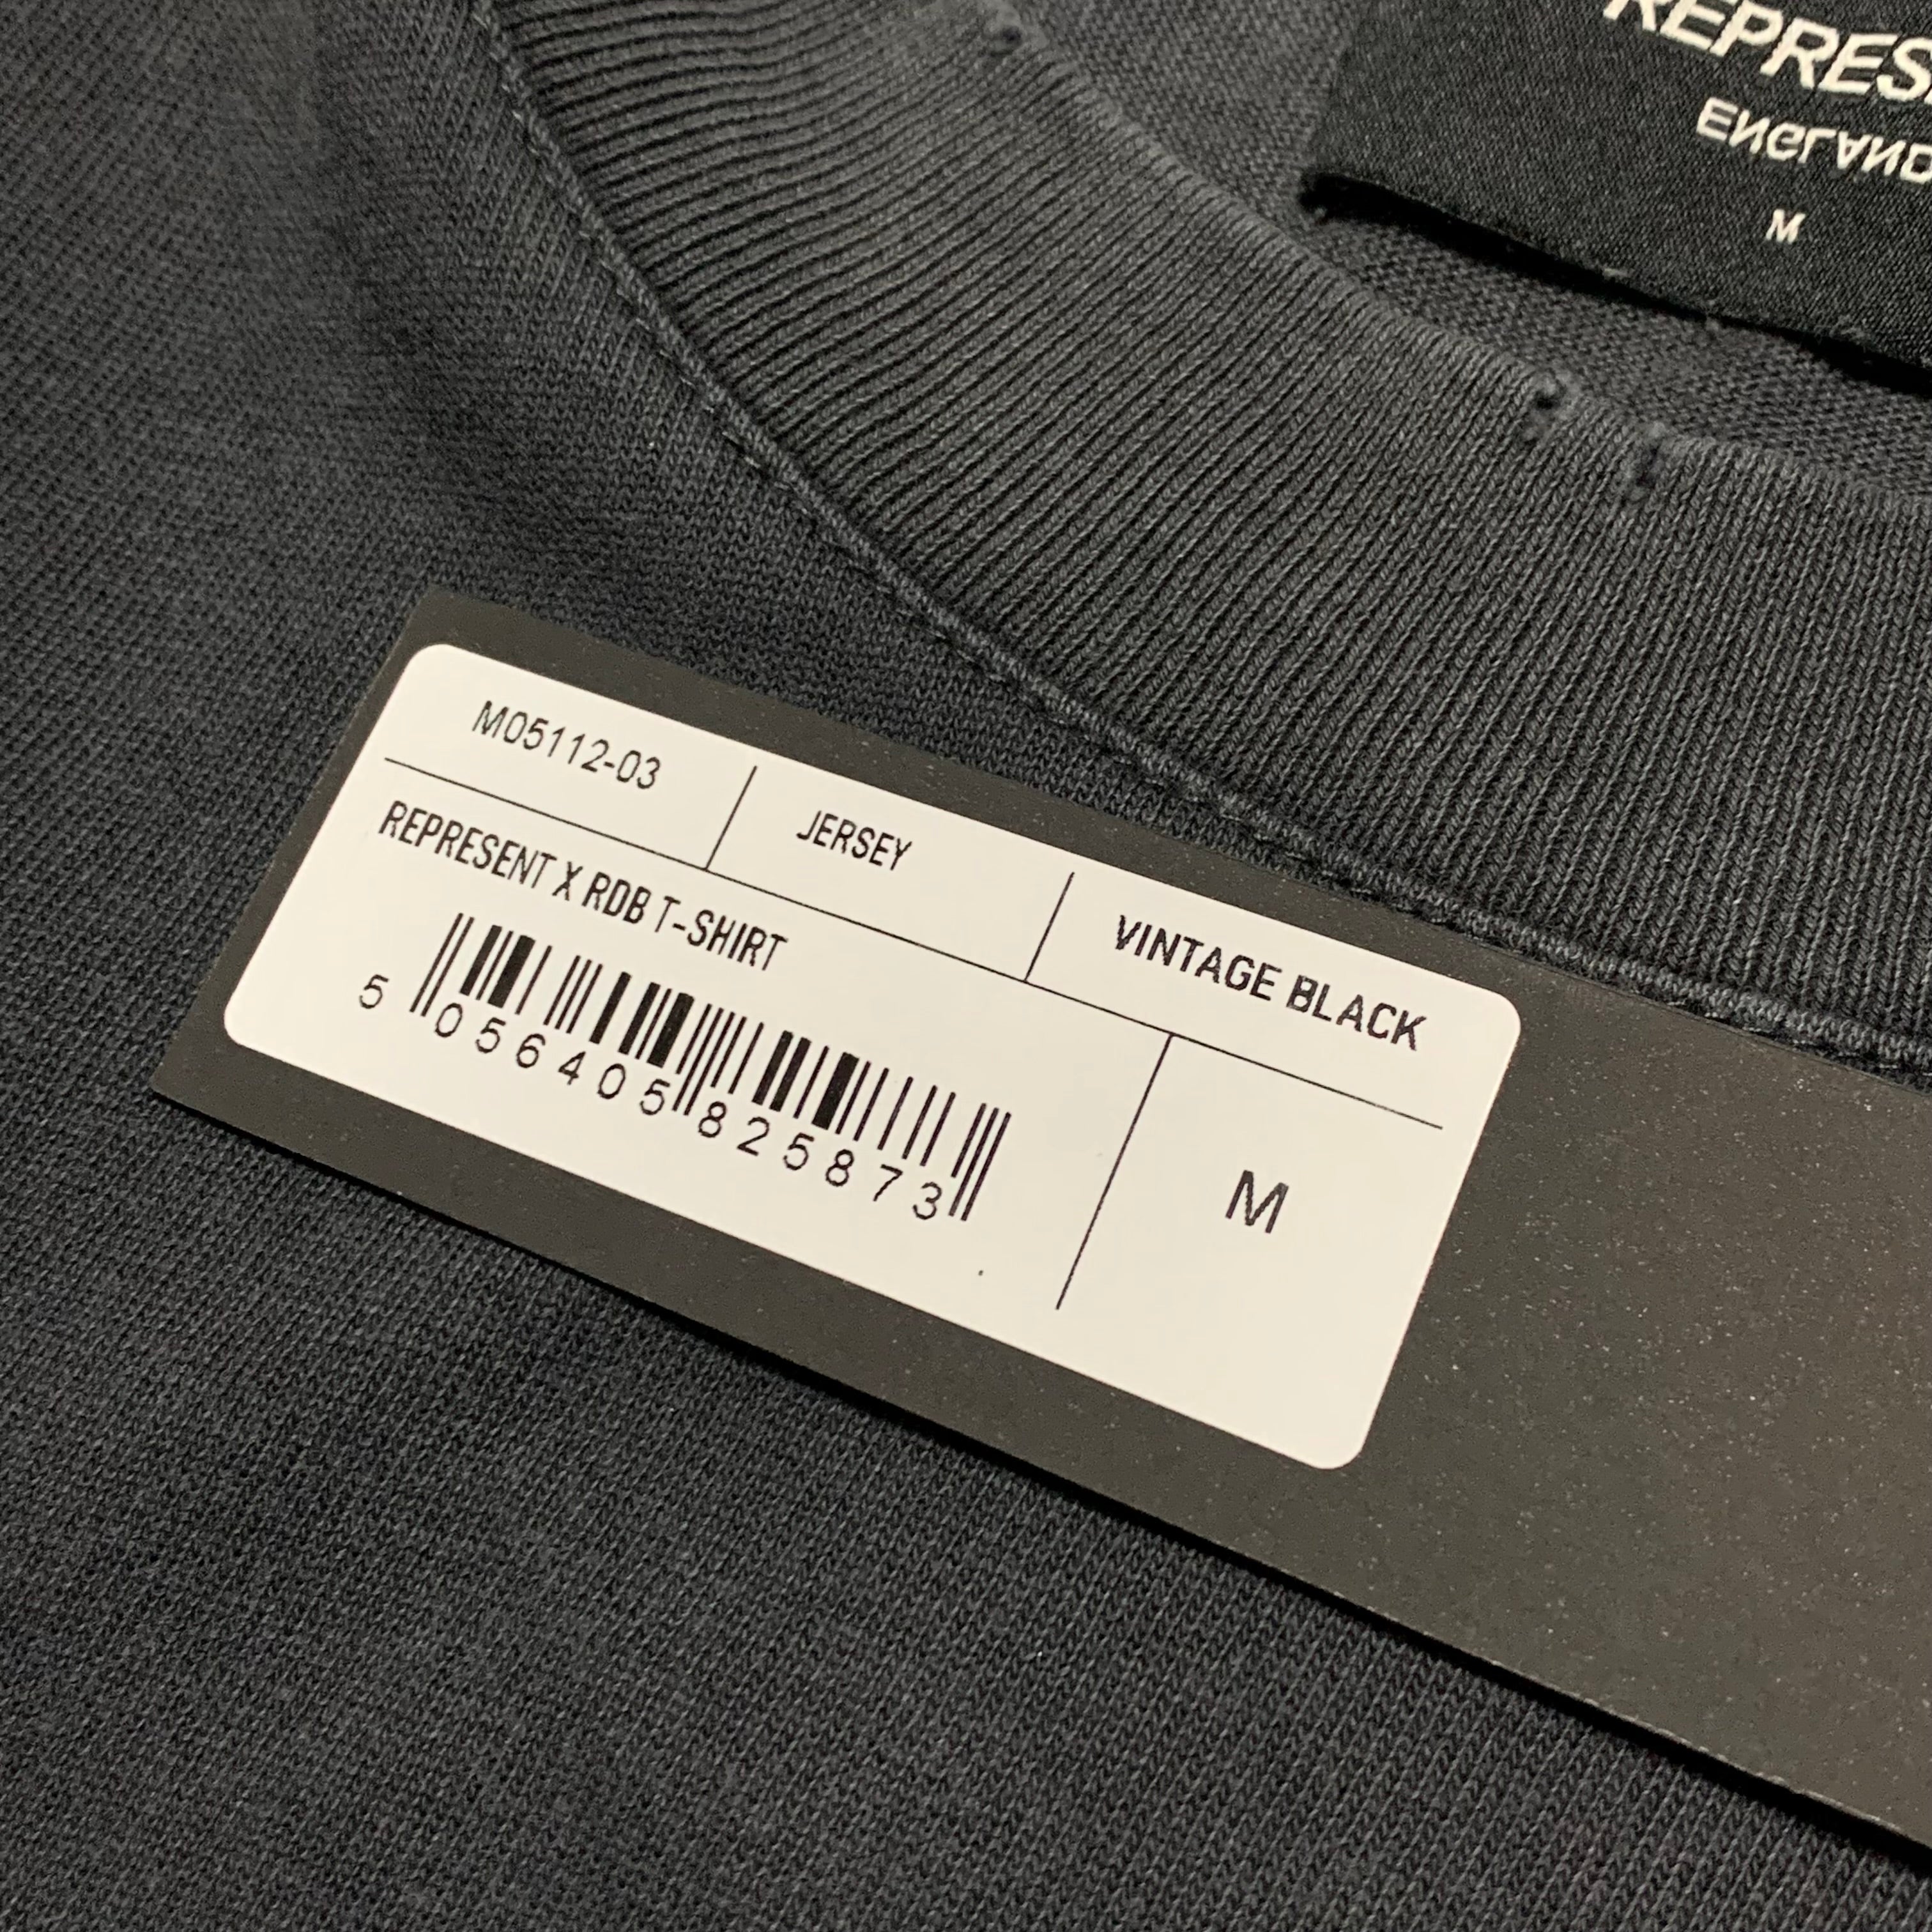 REPRES
ENGLAND
M
M05112-03 JERSEY VINTAGE BLACK
REPRESENT X RDB T-SHIRT
5 056405 825873
M